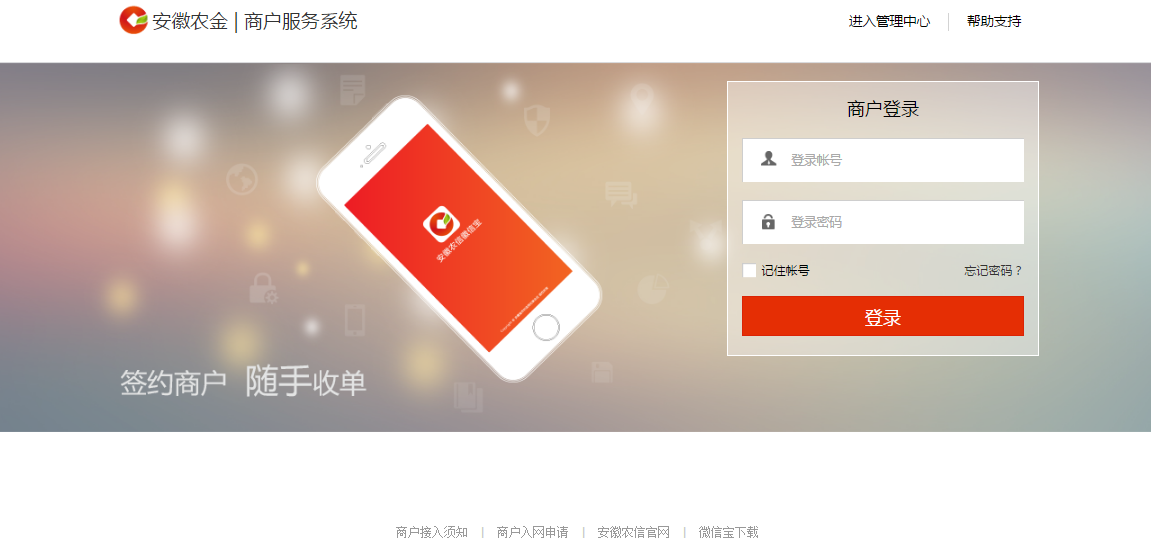 安徽农金 | 商户服务系统
进入管理中心
帮助支持
商户登录
登录帐号
登录密码
记住帐号
忘记密码？
登录
安徽农信徽信宝
签约商户 随手收单
商户接入须知 | 商户入网申请 | 安徽农信官网 | 微信宝下载